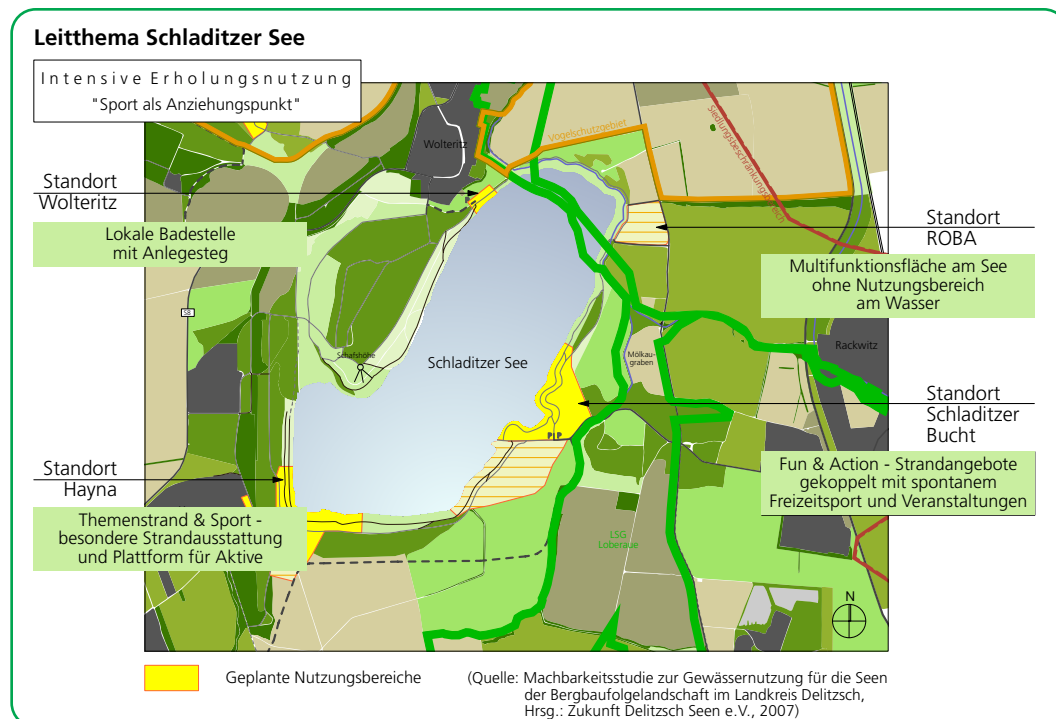 Leitthema Schladitzer See
Intensive Erholungsnutzung
"Sport als Anziehungspunkt"
Wolteritz
Vogelschutzgebiet
Siedlungsbeschränkungsbereich
Standort
Wolteritz
Lokale Badestelle
mit Anlegesteg
Standort
ROBA
Multifunktionsfläche am See
ohne Nutzungsbereich
am Wasser
S8
Schafshöhe
Schladitzer See
Mölkau-
graben
Rackwitz
Standort
Schladitzer
Bucht
P P
Fun & Action - Strandangebote
gekoppelt mit spontanem
Freizeitsport und Veranstaltungen
Standort
Hayna
Themenstrand & Sport -
besondere Strandausstattung
und Plattform für Aktive
LSG
Loberaue
N
Geplante Nutzungsbereiche
(Quelle: Machbarkeitsstudie zur Gewässernutzung für die Seen
der Bergbaufolgelandschaft im Landkreis Delitzsch,
Hrsg.: Zukunft Delitzsch Seen e.V., 2007)